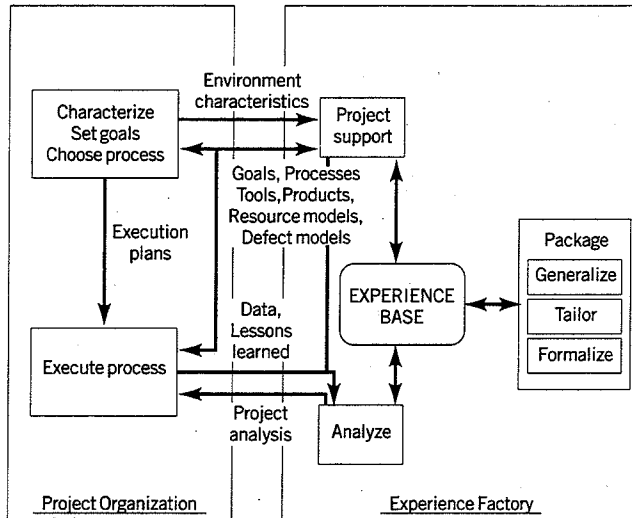 Environment
characteristics
Characterize
Set goals
Choose process
Project
support
Goals, Processes
Tools, Products,
Resource models,
Defect models
Execution
plans
Package
Generalize
Tailor
Formalize
EXPERIENCE
BASE
Data,
Lessons
learned
Execute process
Project
analysis
Analyze
Project Organization
Experience Factory